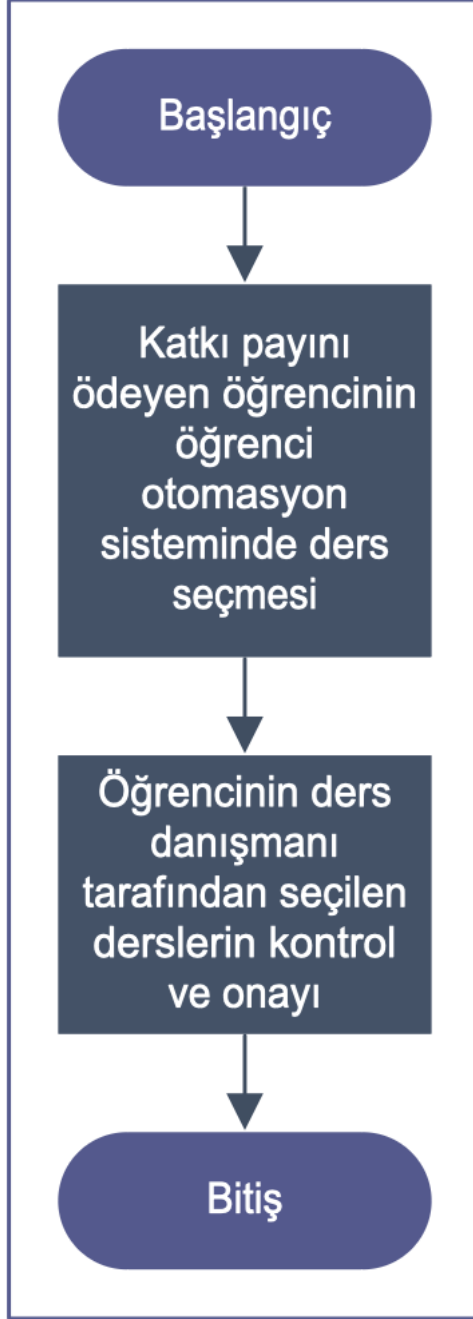 Başlangıç
Katkı payını
ödeyen öğrencinin
öğrenci
otomasyon
sisteminde ders
seçmesi
Öğrencinin ders
danışmanı
tarafından seçilen
derslerin kontrol
ve onayı
Bitiş